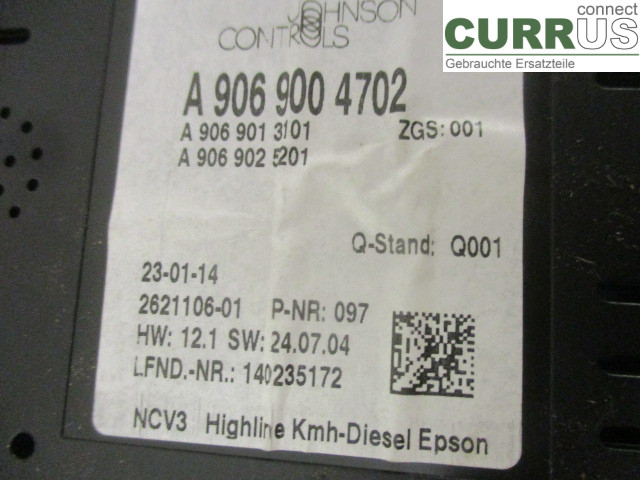 connect
CURRUS
Gebrauchte Ersatzteile
JOHNSON
CONTROLS
A 906 900 4702
A 906 901 3101 ZGS: 001
A 906 902 5201
Q-Stand: Q001
23-01-14
2621106-01 P-NR: 097
HW: 12.1 SW: 24.07.04
LFND.-NR.: 140235172
NCV3 Highline Kmh-Diesel Epson